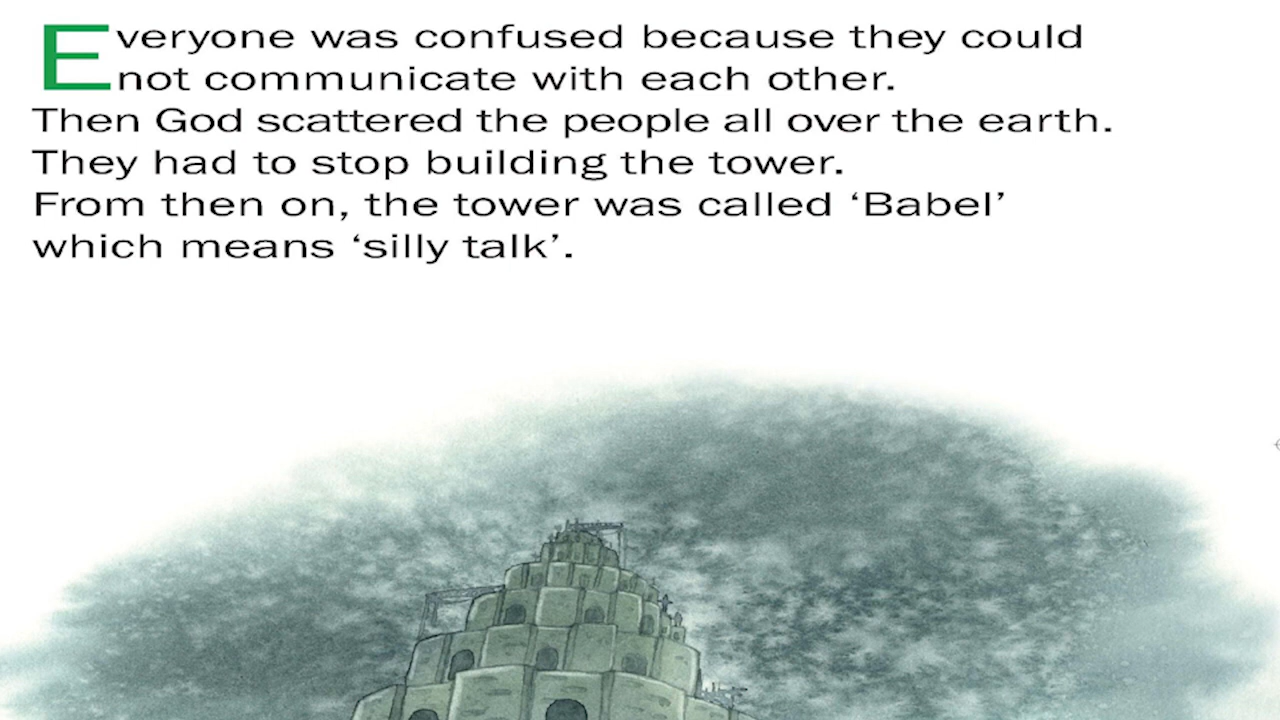 Everyone was confused because they could
not communicate with each other.
Then God scattered the people all over the earth.
They had to stop building the tower.
From then on, the tower was called ‘Babel’
which means ‘silly talk’.